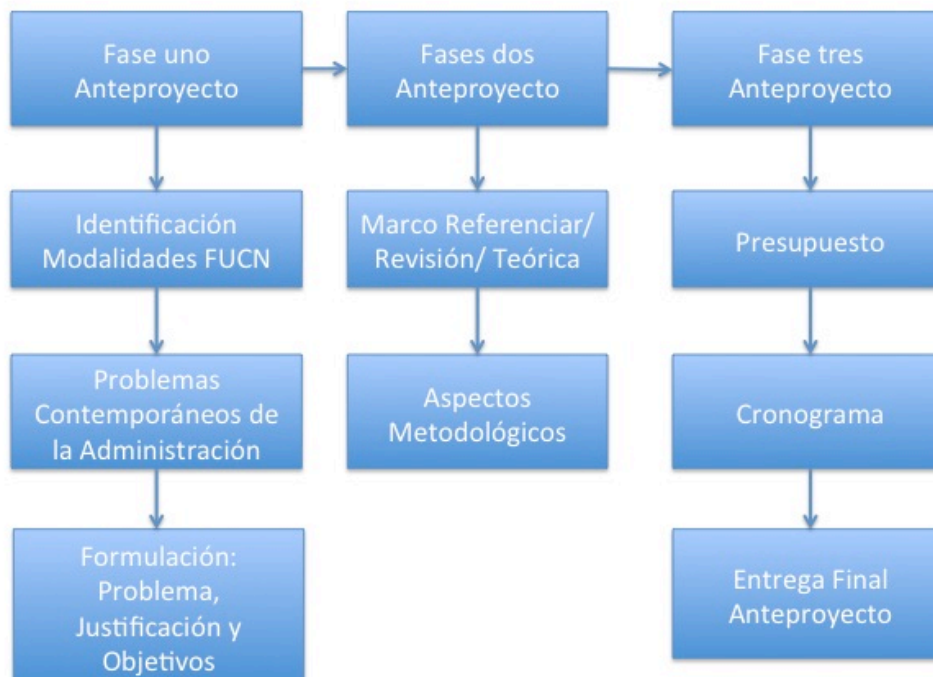 Fase uno
Anteproyecto
Fases dos
Anteproyecto
Fase tres
Anteproyecto
Identificación
Modalidades FUCN
Marco Referenciar/
Revisión/ Teórica
Presupuesto
Problemas
Contemporáneos de
la Administración
Aspectos
Metodológicos
Cronograma
Formulación:
Problema,
Justificación y
Objetivos
Entrega Final
Anteproyecto